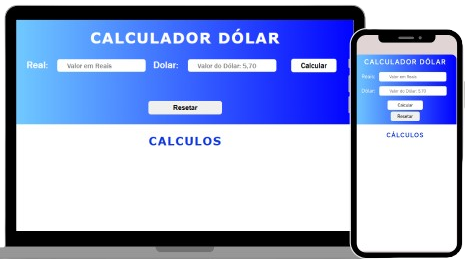 CALCULADOR DÓLAR
Real: Valor em Reais Dolar: Valor do Dólar: 5,70 Calcular
Resetar
CALCULOS
CALCULADOR DÓLAR
Reais: Valor em Reais
Dólar: Valor do Dólar: 5,70
Calcular
Resetar
CÁLCULOS